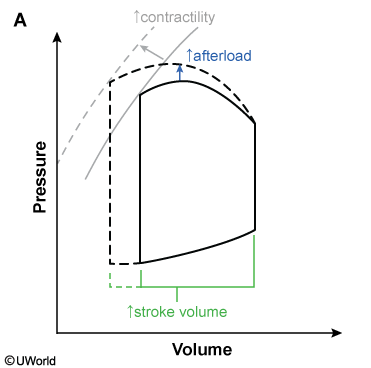 A
↑contractility
↑afterload
Pressure
↑stroke volume
Volume
©UWorld